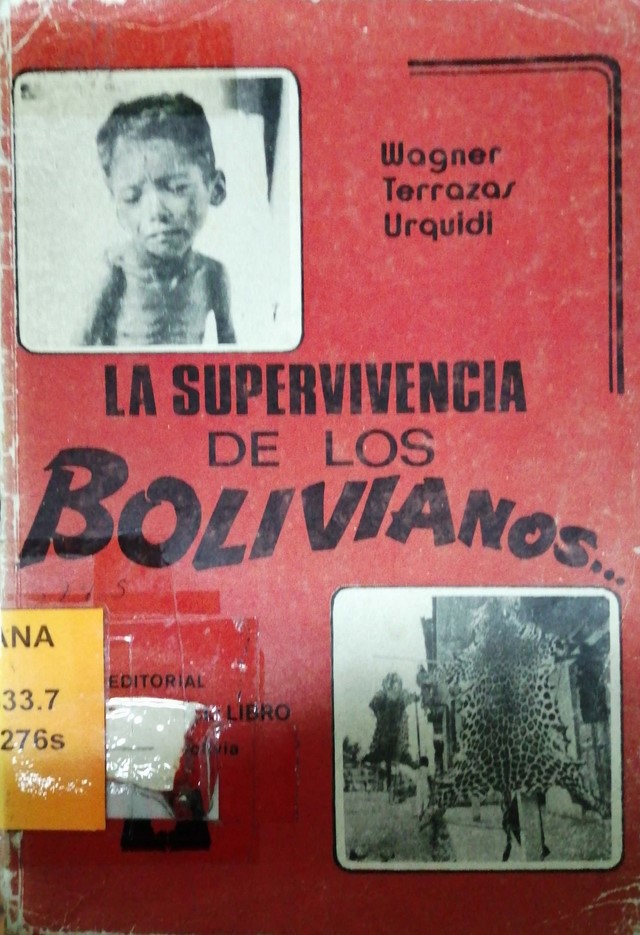 Wagner
Terrazas
Urquidi
LA SUPERVIVENCIA
DE LOS
BOLIVIANOS...
ANA
33.7
276s
EDITORIAL
LIBRO